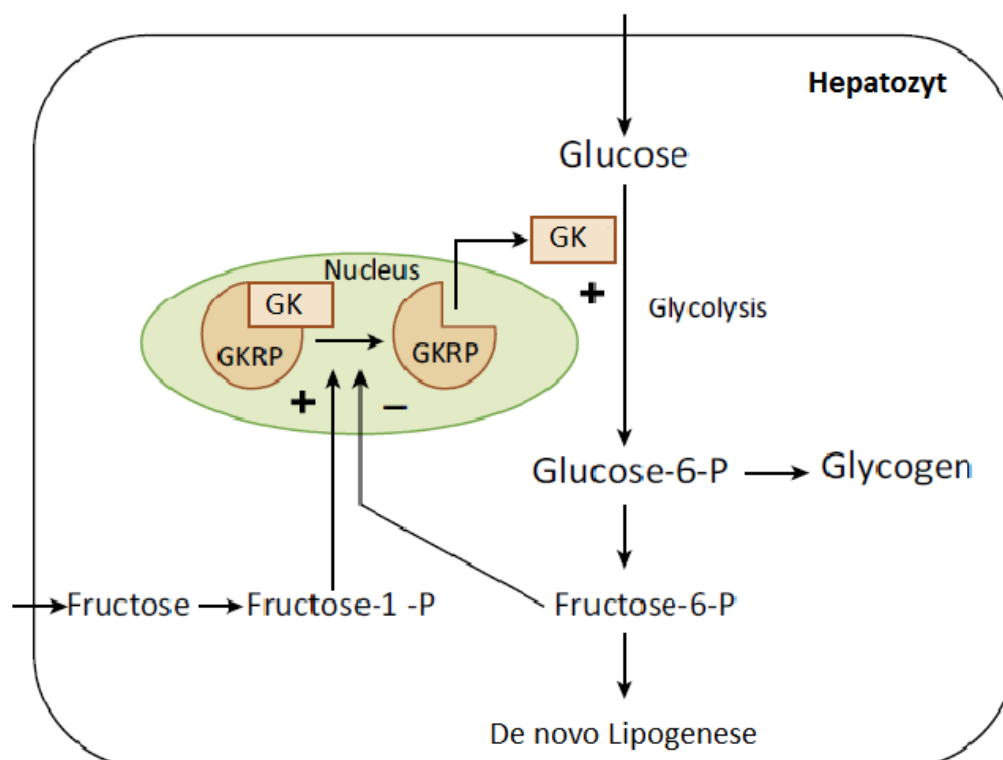 Hepatozyt
Glucose
GK
Nucleus
+
Glycolysis
GK
GKRP
GKRP
+
−
Glucose-6-P
Glycogen
Fructose
Fructose-1 -P
Fructose-6-P
De novo Lipogenese